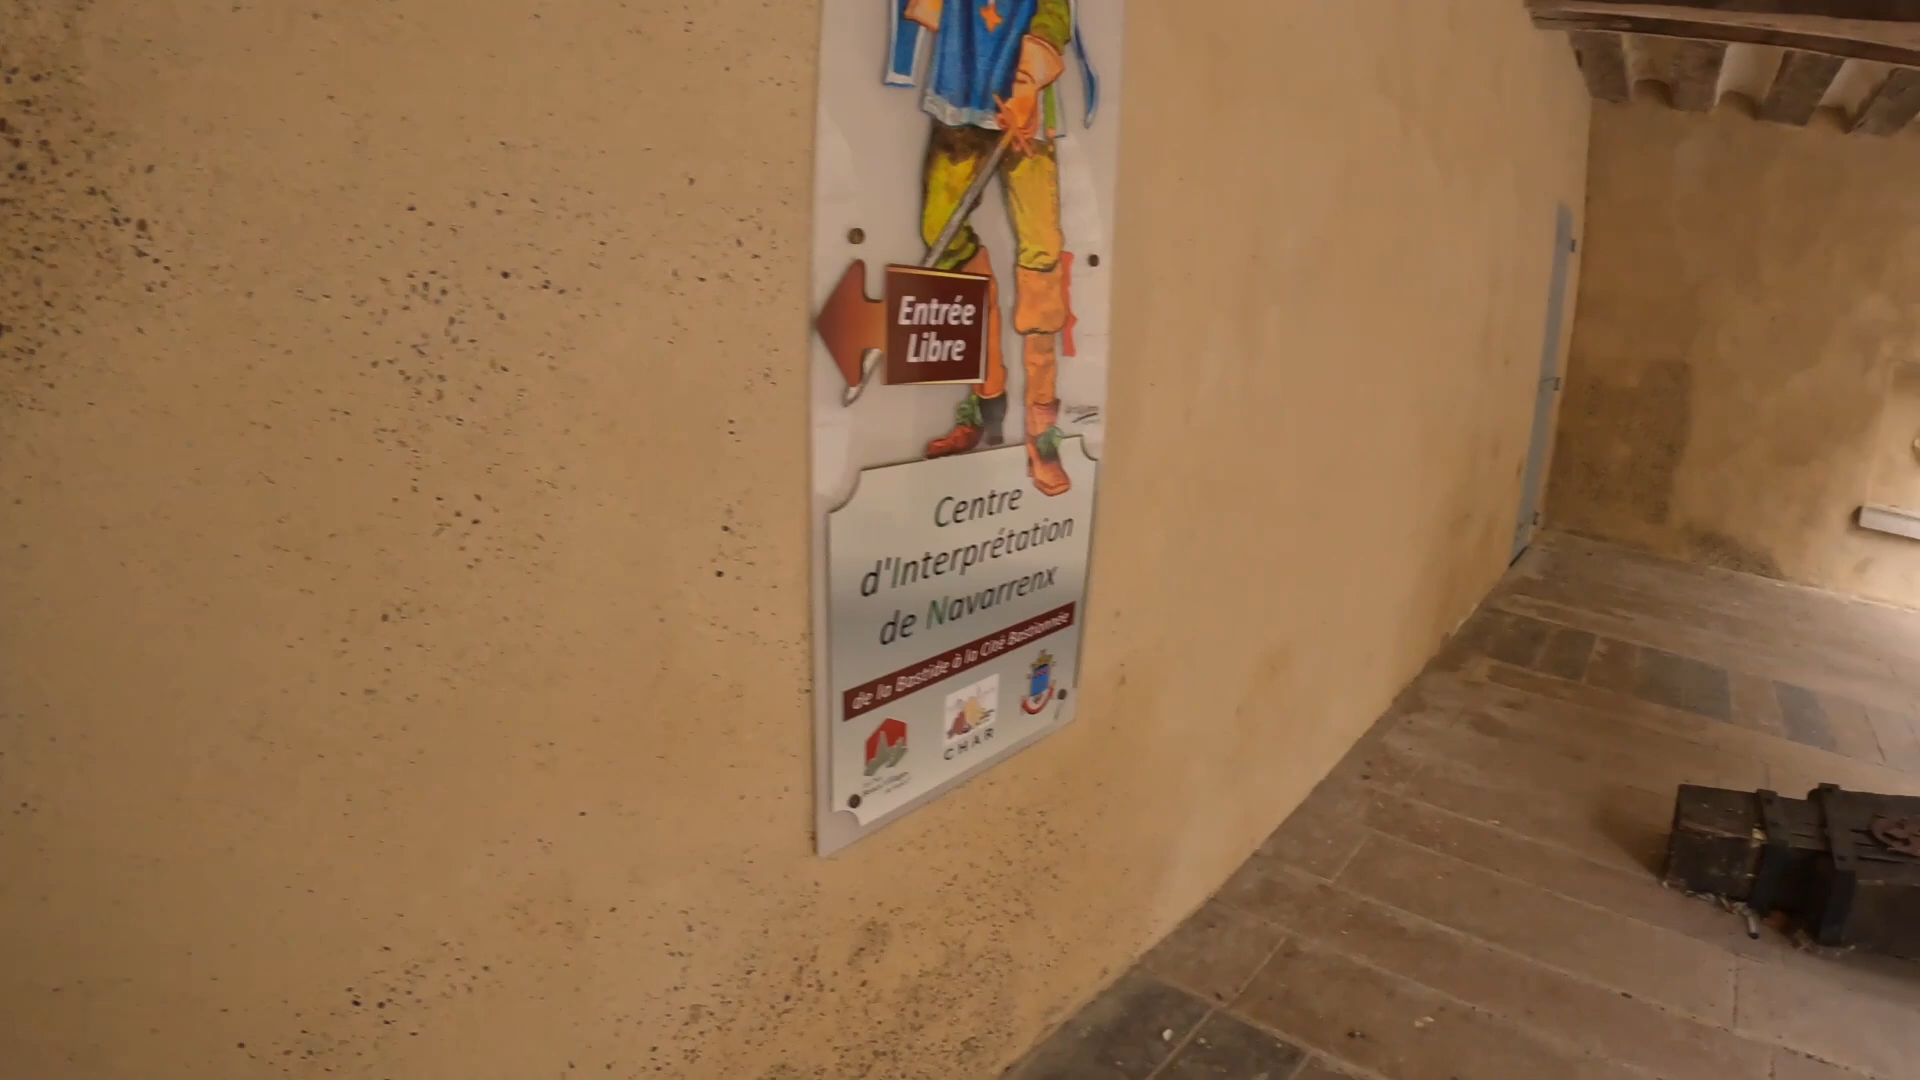 Entrée
Libre
Centre
d'Interprétation
de Navarrenx
de la Bastide à la Cité Bastionnée
CHAR